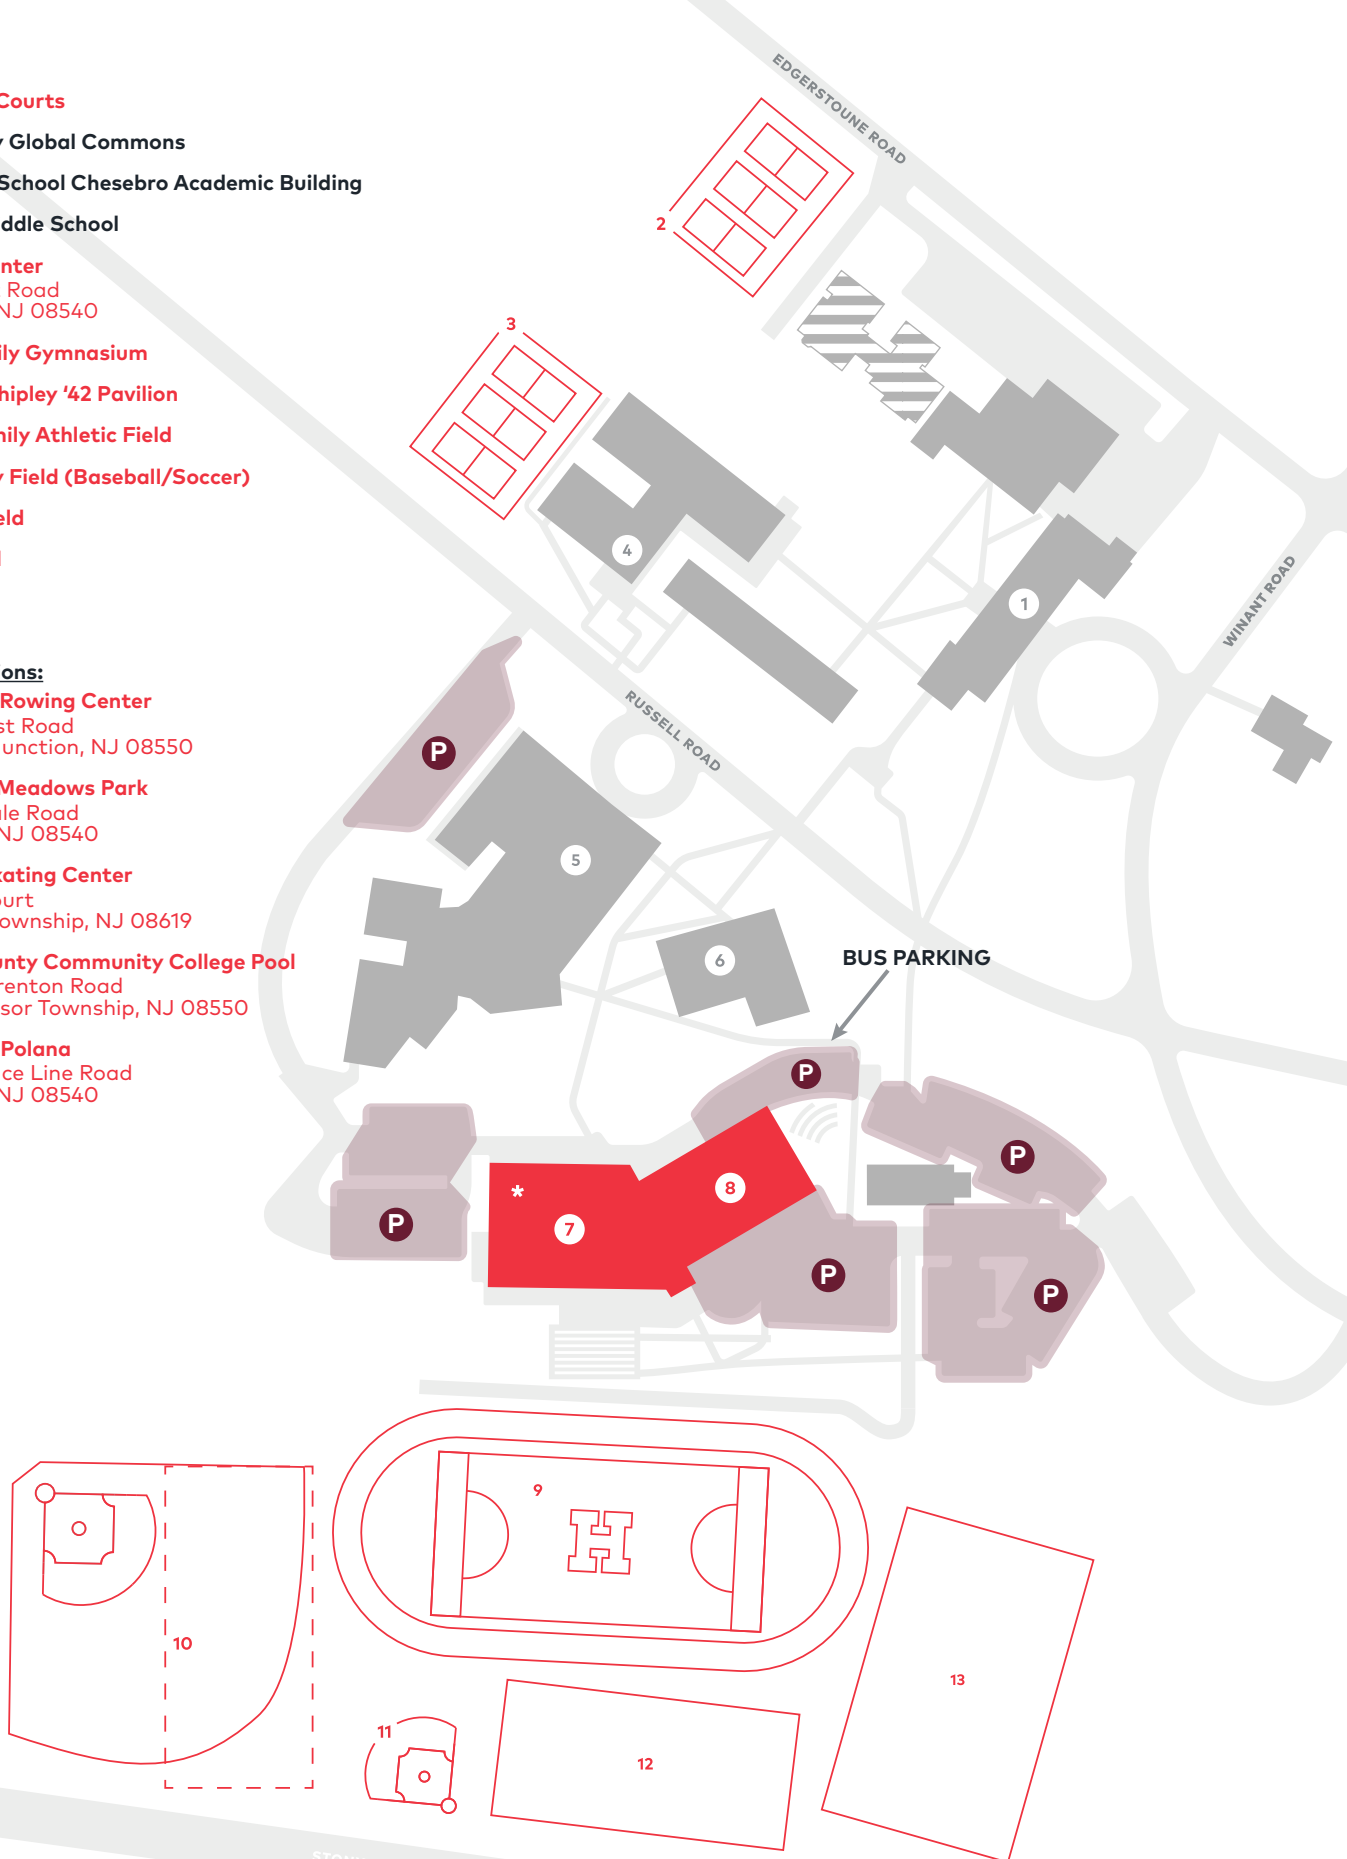 Courts
Global Commons
School Chesebro Academic Building
ddle School
nter
Road
NJ 08540
ily Gymnasium
hipley ‘42 Pavilion
nily Athletic Field
Field (Baseball/Soccer)
eld
ons:
Rowing Center
st Road
unction, NJ 08550
Meadows Park
ale Road
NJ 08540
kating Center
ourt
ownship, NJ 08619
unty Community College Pool
renton Road
sor Township, NJ 08550
Polana
ce Line Road
NJ 08540
EDGERSTOUNE ROAD
2
3
4
1
WINANT ROAD
RUSSELL ROAD
P
5
6
BUS PARKING
P
P
P
*
7
8
P
P
9
H
10
11
12
13